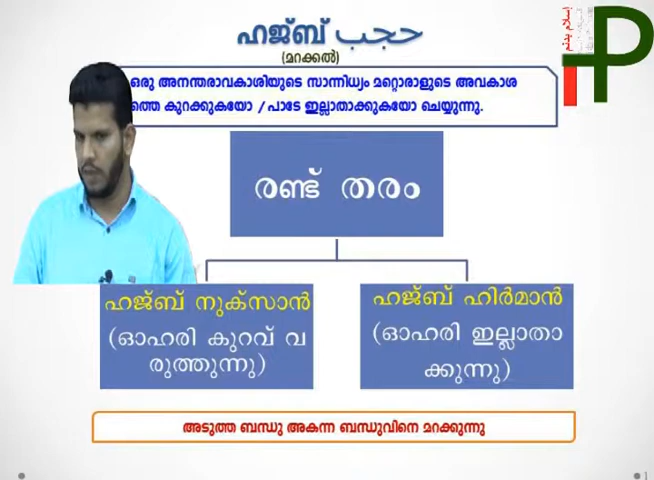 ഹജ്ബ് حجب
(മറക്കൽ)
ഒരു അനന്തരാവകാശിയുടെ സാന്നിധ്യം മറ്റൊരാളുടെ അവകാശ
ത്തെ കുറക്കുകയോ /പാടേ ഇല്ലാതാക്കുകയോ ചെയ്യുന്നു.
രണ്ട് തരം
ഹജ്ബ് നുക്സാൻ
(ഓഹരി കുറവ് വ
രുത്തുന്നു)
ഹജ്ബ് ഹിർമാൻ
(ഓഹരി ഇല്ലാതാ
ക്കുന്നു)
അടുത്ത ബന്ധു അകന്ന ബന്ധുവിനെ മറക്കുന്നു
iP